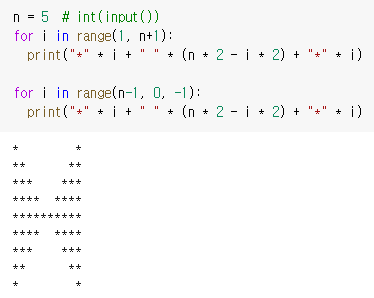 n = 5  # int(input())
for i in range(1, n+1):
  print("*" * i + " " * (n * 2 - i * 2) + "*" * i)

for i in range(n-1, 0, -1):
  print("*" * i + " " * (n * 2 - i * 2) + "*" * i)

*        *
**      **
***    ***
****  ****
**********
****  ****
***    ***
**      **
*        *